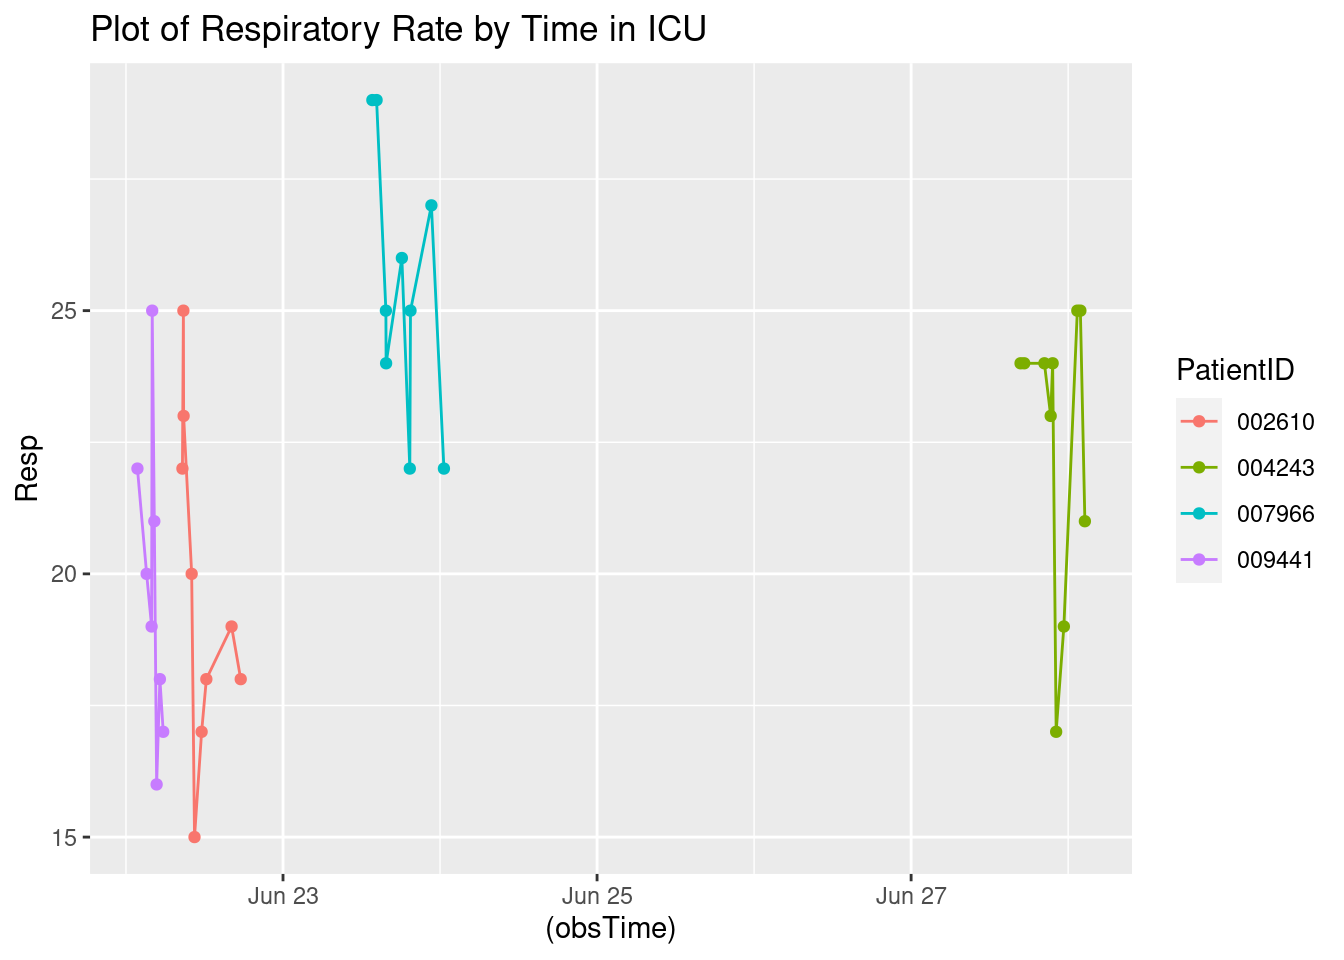 Plot of Respiratory Rate by Time in ICU
Resp
25
20
15
Jun 23
Jun 25
Jun 27
(obsTime)
PatientID
002610
004243
007966
009441